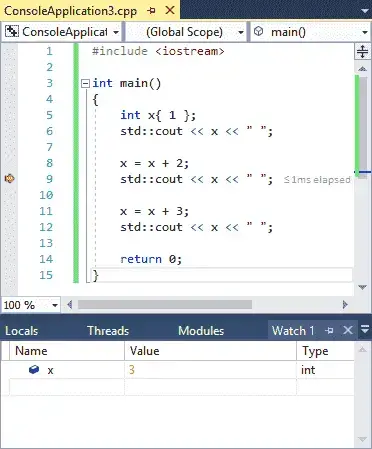 ConsoleApplication3.cpp
ConsoleApplicat (Global Scope) main()
1 #include <iostream>
2
3 int main()
4 {
5 int x{ 1 };
6 std::cout << x << " ";
7
8 x = x + 2;
9 std::cout << x << " "; ≤1ms elapsed
10
11 x = x + 3;
12 std::cout << x << " ";
13
14 return 0;
15 }
100 %
Locals Threads Modules Watch 1
Name Value Type
x 3 int